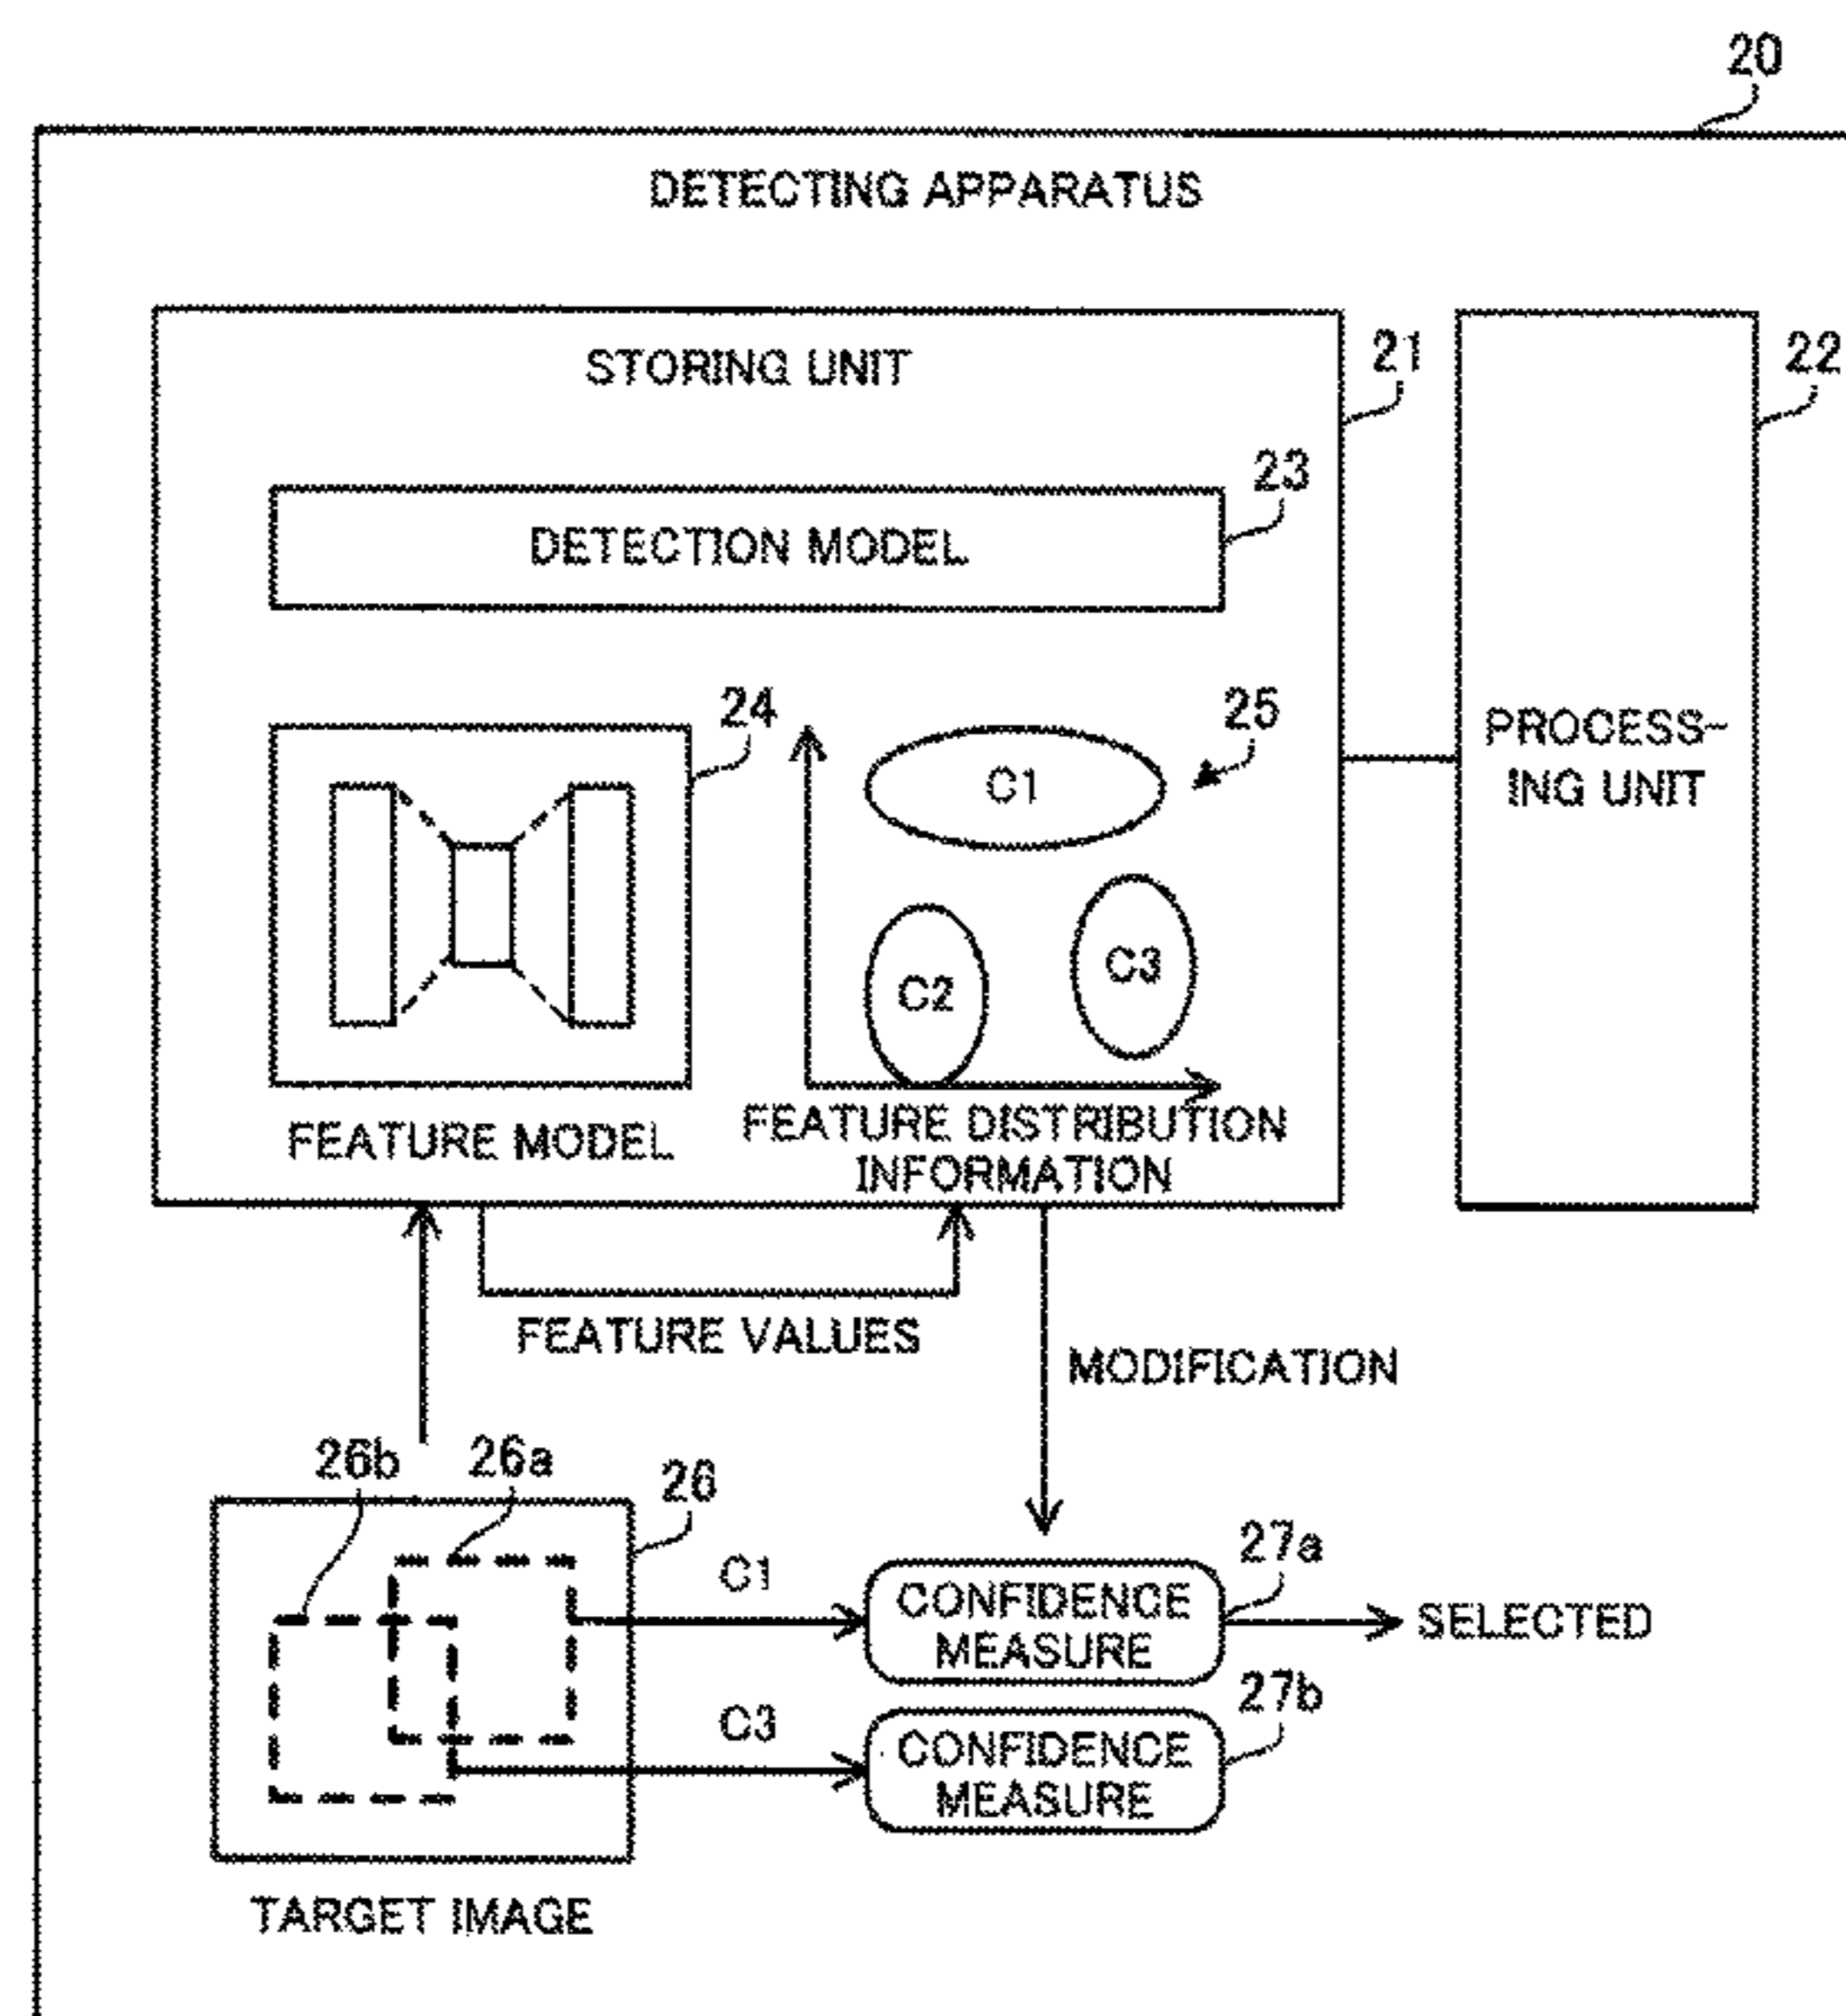 20
DETECTING APPARATUS
STORING UNIT
21
22
23
DETECTION MODEL
24
25
C1
PROCESS-
ING UNIT
C3
C2
FEATURE MODEL
FEATURE DISTRIBUTION
INFORMATION
FEATURE VALUES
MODIFICATION
26b
26a
26
C1
27a
CONFIDENCE
MEASURE
SELECTED
C3
27b
CONFIDENCE
MEASURE
TARGET IMAGE